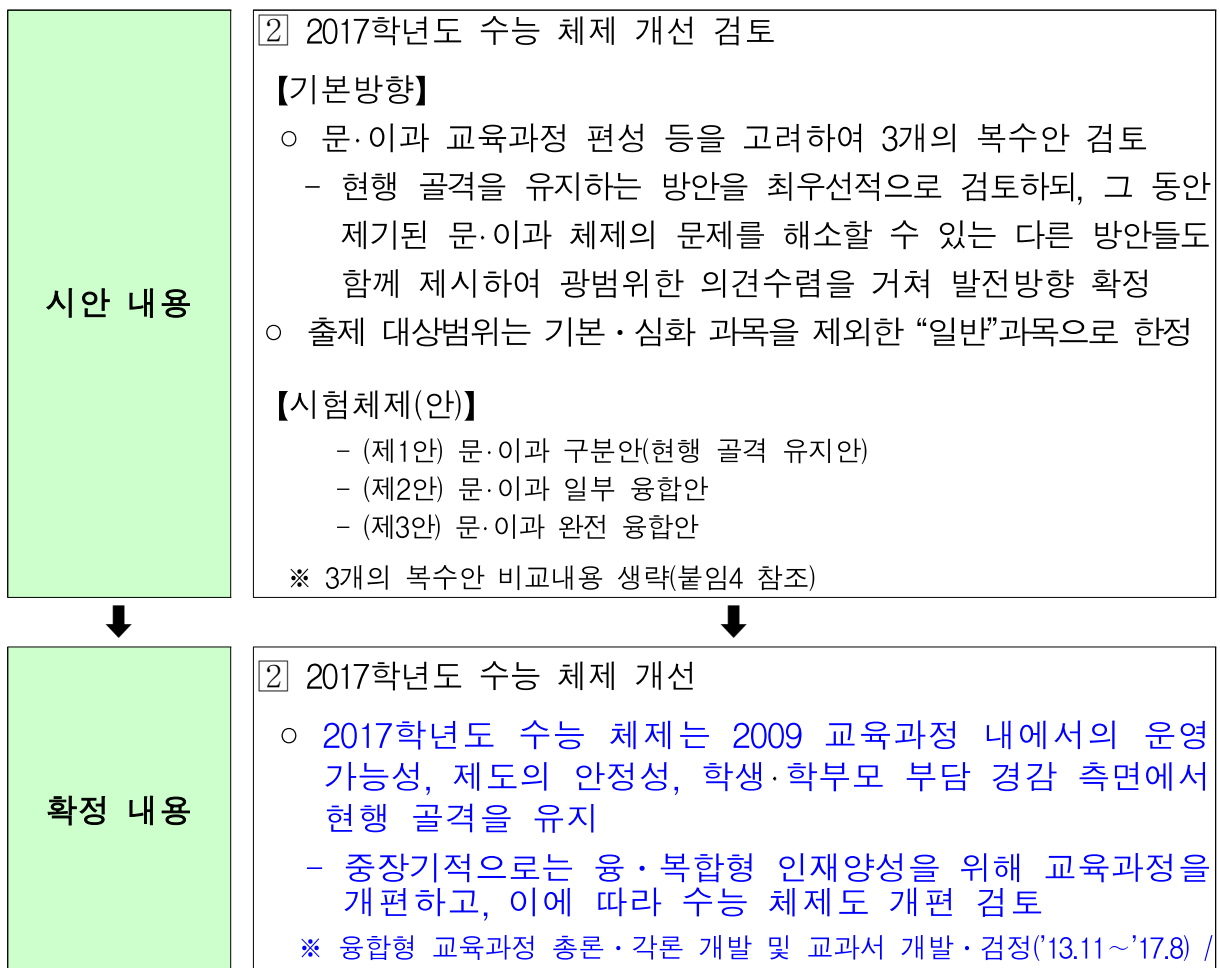 시안 내용
② 2017학년도 수능 체제 개선 검토
【기본방향】
○ 문·이과 교육과정 편성 등을 고려하여 3개의 복수안 검토
- 현행 골격을 유지하는 방안을 최우선적으로 검토하되, 그 동안
제기된 문·이과 체제의 문제를 해소할 수 있는 다른 방안들도
함께 제시하여 광범위한 의견수렴을 거쳐 발전방향 확정
○ 출제 대상범위는 기본·심화 과목을 제외한 “일반”과목으로 한정
【시험체제(안)】
- (제1안) 문·이과 구분안(현행 골격 유지안)
- (제2안) 문·이과 일부 융합안
- (제3안) 문·이과 완전 융합안
※ 3개의 복수안 비교내용 생략(붙임4 참조)
확정 내용
② 2017학년도 수능 체제 개선
○ 2017학년도 수능 체제는 2009 교육과정 내에서의 운영
가능성, 제도의 안정성, 학생·학부모 부담 경감 측면에서
현행 골격을 유지
- 중장기적으로는 융·복합형 인재양성을 위해 교육과정을
개편하고, 이에 따라 수능 체제도 개편 검토
※ 융합형 교육과정 총론·각론 개발 및 교과서 개발·검정(’13.11~’17.8) /